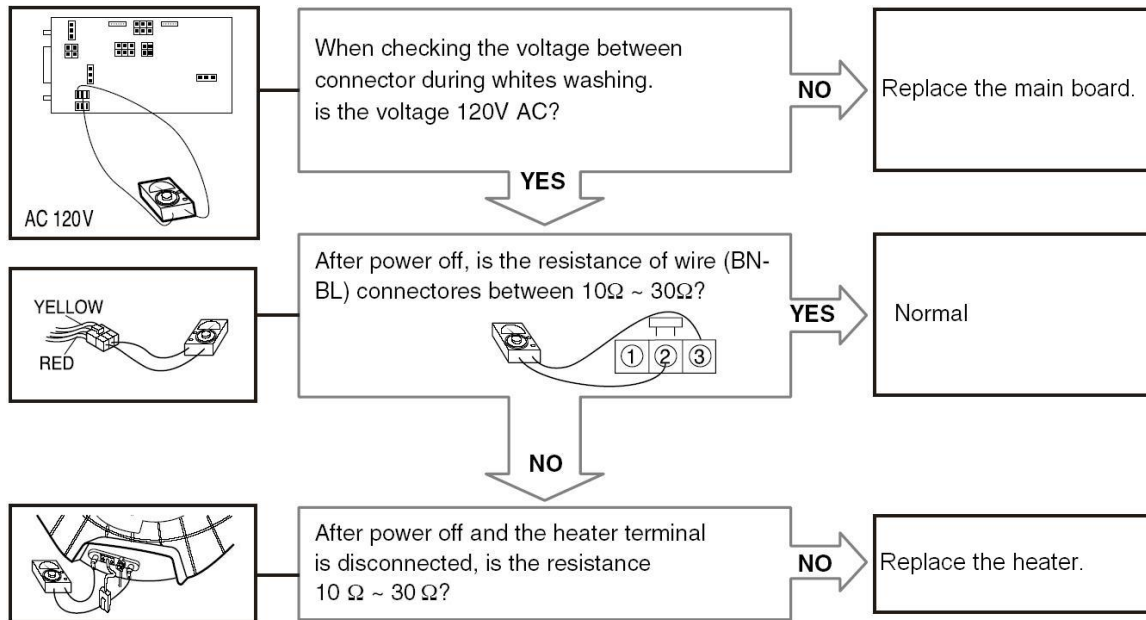 When checking the voltage between
connector during whites washing.
is the voltage 120V AC?
NO
Replace the main board.
AC 120V
YES
After power off, is the resistance of wire (BN-
BL) connectores between 10Ω ~ 30Ω?
YELLOW
RED
① ② ③
YES
Normal
NO
After power off and the heater terminal
is disconnected, is the resistance
10 Ω ~ 30 Ω?
NO
Replace the heater.